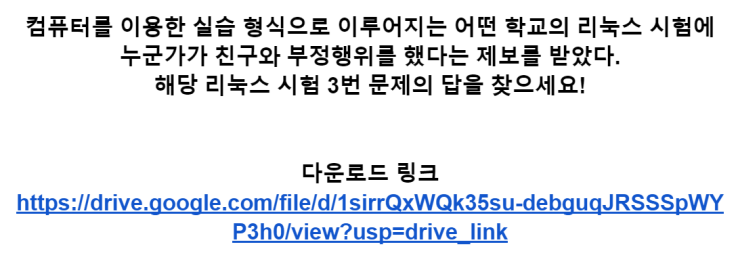 컴퓨터를 이용한 실습 형식으로 이루어지는 어떤 학교의 리눅스 시험에
누군가가 친구와 부정행위를 했다는 제보를 받았다.
해당 리눅스 시험 3번 문제의 답을 찾으세요!
다운로드 링크
https://drive.google.com/file/d/1sirrQxWQk35su-debguqJRSSSpWY
P3h0/view?usp=drive_link